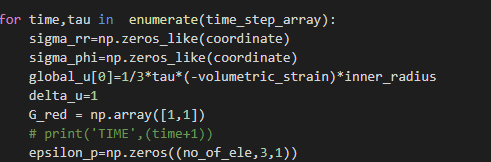 for time,tau in  enumerate(time_step_array):
    sigma_rr=np.zeros_like(coordinate)
    sigma_phi=np.zeros_like(coordinate)
    global_u[0]=1/3*tau*(-volumetric_strain)*inner_radius
    delta_u=1
    G_red = np.array([1,1])
    # print('TIME',(time+1))
    epsilon_p=np.zeros((no_of_ele,3,1))